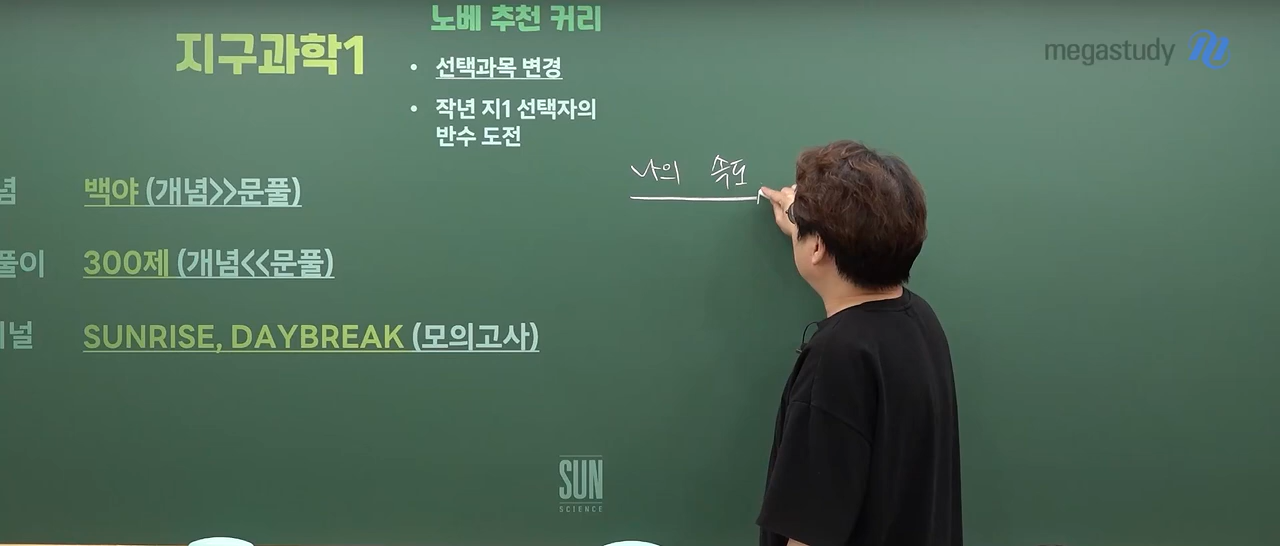 노베 추천 커리
지구과학1
megastudy
• 선택과목 변경
• 작년 지1 선택자의
반수 도전
나의 속도
념
백야 (개념>>문풀)
풀이
300제 (개념<<문풀)
널
SUNRISE, DAYBREAK (모의고사)
SUN
SCIENCE